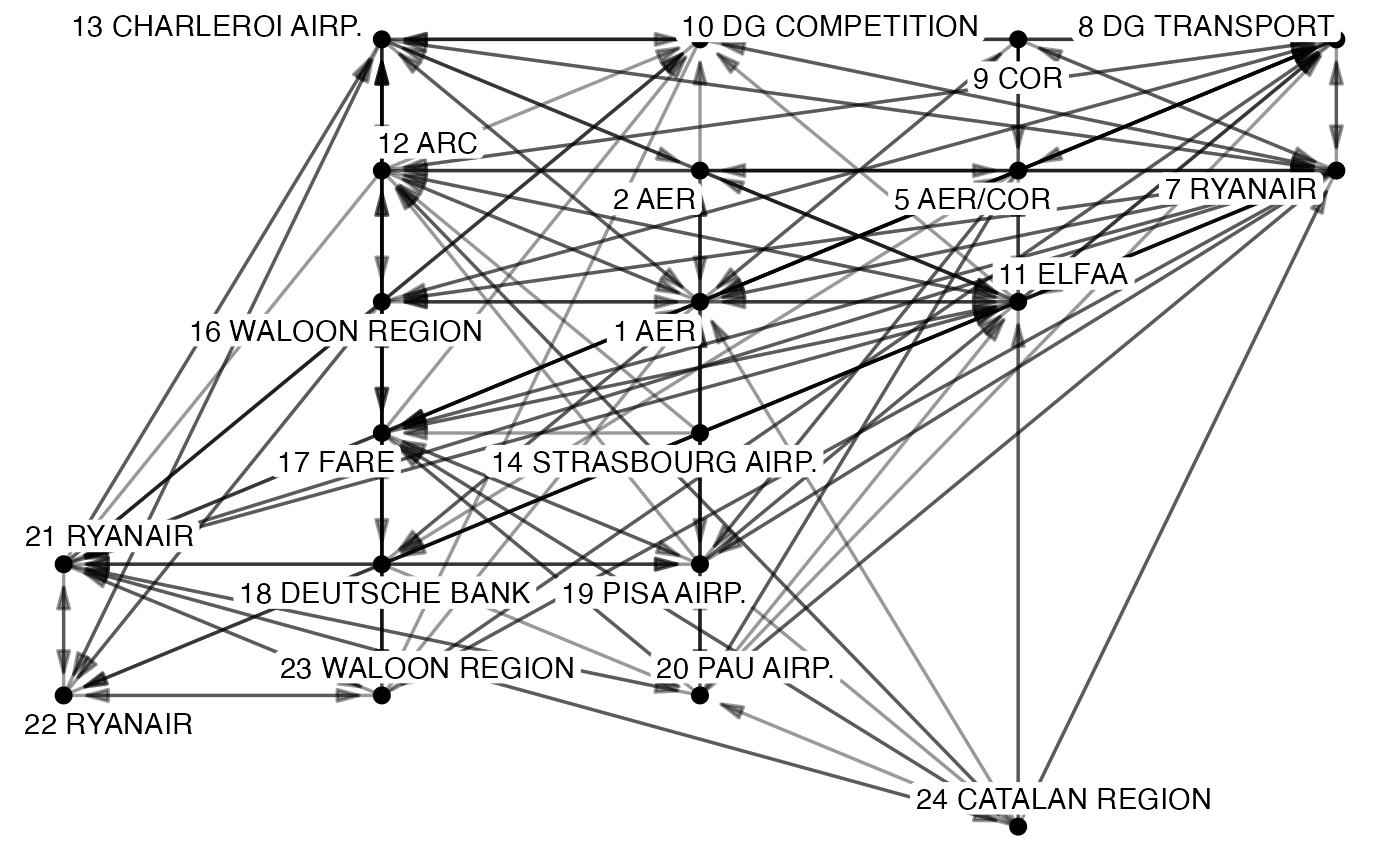 13 CHARLEROI AIRP.
10 DG COMPETITION
8 DG TRANSPORT
9 COR
12 ARC
2 AER
5 AER/COR
7 RYANAIR
11 ELFAA
16 WALOON REGION
1 AER
17 FARE
14 STRASBOURG AIRP.
21 RYANAIR
18 DEUTSCHE BANK
19 PISA AIRP.
23 WALOON REGION
20 PAU AIRP.
22 RYANAIR
24 CATALAN REGION